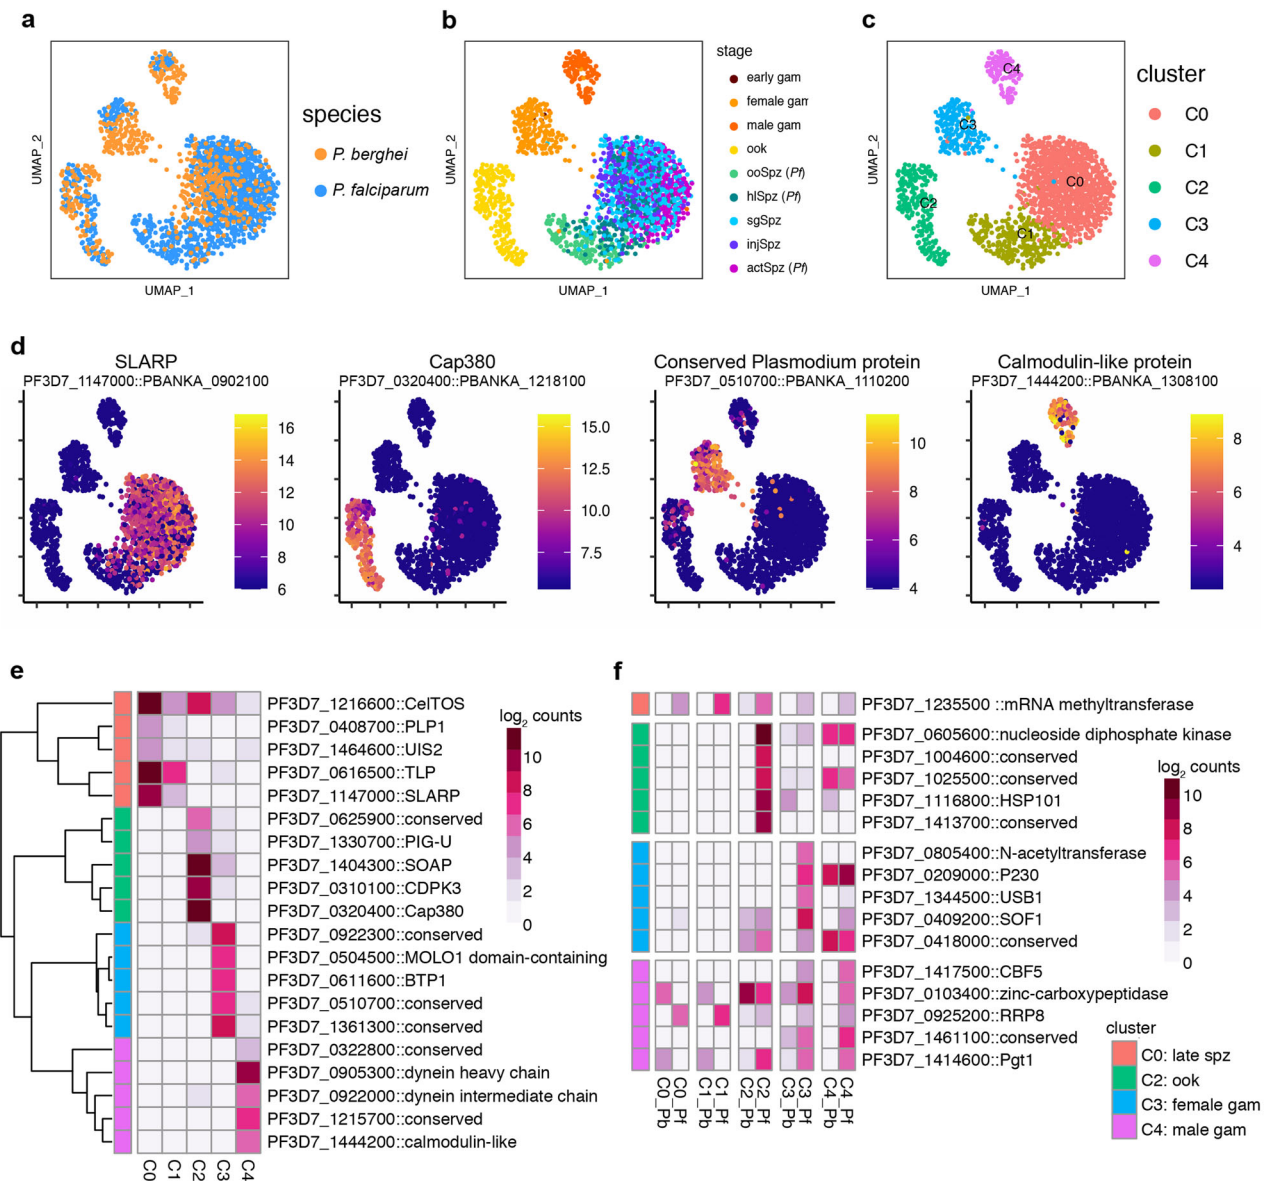 a
b
c
UMAP_2
UMAP_1
species
P. berghei
P. falciparum
UMAP_2
UMAP_1
stage
early gam
female gam
male gam
ook
ooSpz (Pf)
hlSpz (Pf)
sgSpz
injSpz
actSpz (Pf)
UMAP_2
UMAP_1
C4
C3
C0
C2
C1
cluster
C0
C1
C2
C3
C4
d
SLARP
PF3D7_1147000::PBANKA_0902100
16
14
12
10
8
6
Cap380
PF3D7_0320400::PBANKA_1218100
15.0
12.5
10.0
7.5
Conserved Plasmodium protein
PF3D7_0510700::PBANKA_1110200
10
8
6
4
Calmodulin-like protein
PF3D7_1444200::PBANKA_1308100
8
6
4
e
PF3D7_1216600::CelTOS
PF3D7_0408700::PLP1
PF3D7_1464600::UIS2
PF3D7_0616500::TLP
PF3D7_1147000::SLARP
PF3D7_0625900::conserved
PF3D7_1330700::PIG-U
PF3D7_1404300::SOAP
PF3D7_0310100::CDPK3
PF3D7_0320400::Cap380
PF3D7_0922300::conserved
PF3D7_0504500::MOLO1 domain-containing
PF3D7_0611600::BTP1
PF3D7_0510700::conserved
PF3D7_1361300::conserved
PF3D7_0322800::conserved
PF3D7_0905300::dynein heavy chain
PF3D7_0922000::dynein intermediate chain
PF3D7_1215700::conserved
PF3D7_1444200::calmodulin-like
C0
C1
C2
C3
C4
log2 counts
10
8
6
4
2
0
f
PF3D7_1235500 ::mRNA methyltransferase
PF3D7_0605600::nucleoside diphosphate kinase
PF3D7_1004600::conserved
PF3D7_1025500::conserved
PF3D7_1116800::HSP101
PF3D7_1413700::conserved
PF3D7_0805400::N-acetyltransferase
PF3D7_0209000::P230
PF3D7_1344500::USB1
PF3D7_0409200::SOF1
PF3D7_0418000::conserved
PF3D7_1417500::CBF5
PF3D7_0103400::zinc-carboxypeptidase
PF3D7_0925200::RRP8
PF3D7_1461100::conserved
PF3D7_1414600::Pgt1
C0_Pb
C0_Pf
C1_Pb
C1_Pf
C2_Pb
C2_Pf
C3_Pb
C3_Pf
C4_Pb
C4_Pf
log2 counts
10
8
6
4
2
0
cluster
C0: late spz
C2: ook
C3: female gam
C4: male gam